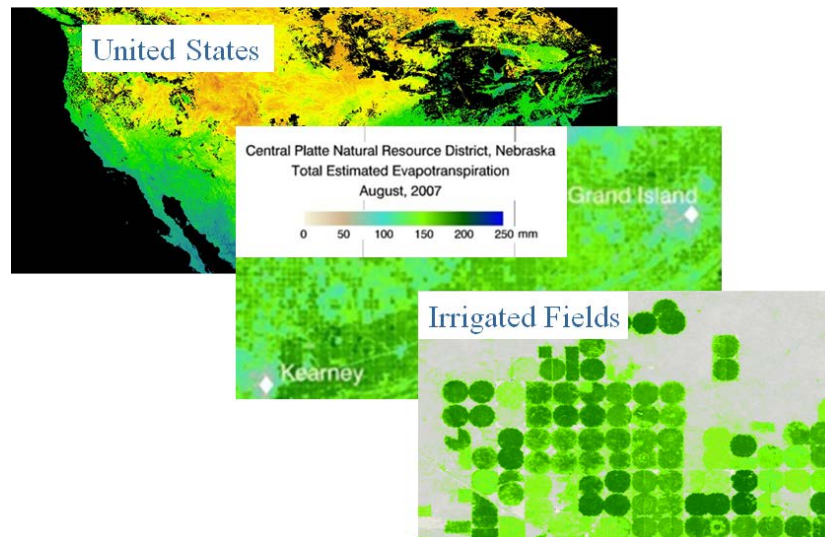 United States
Central Platte Natural Resource District, Nebraska
Total Estimated Evapotranspiration
August, 2007
0 50 100 150 200 250 mm
Grand Island
Kearney
Irrigated Fields